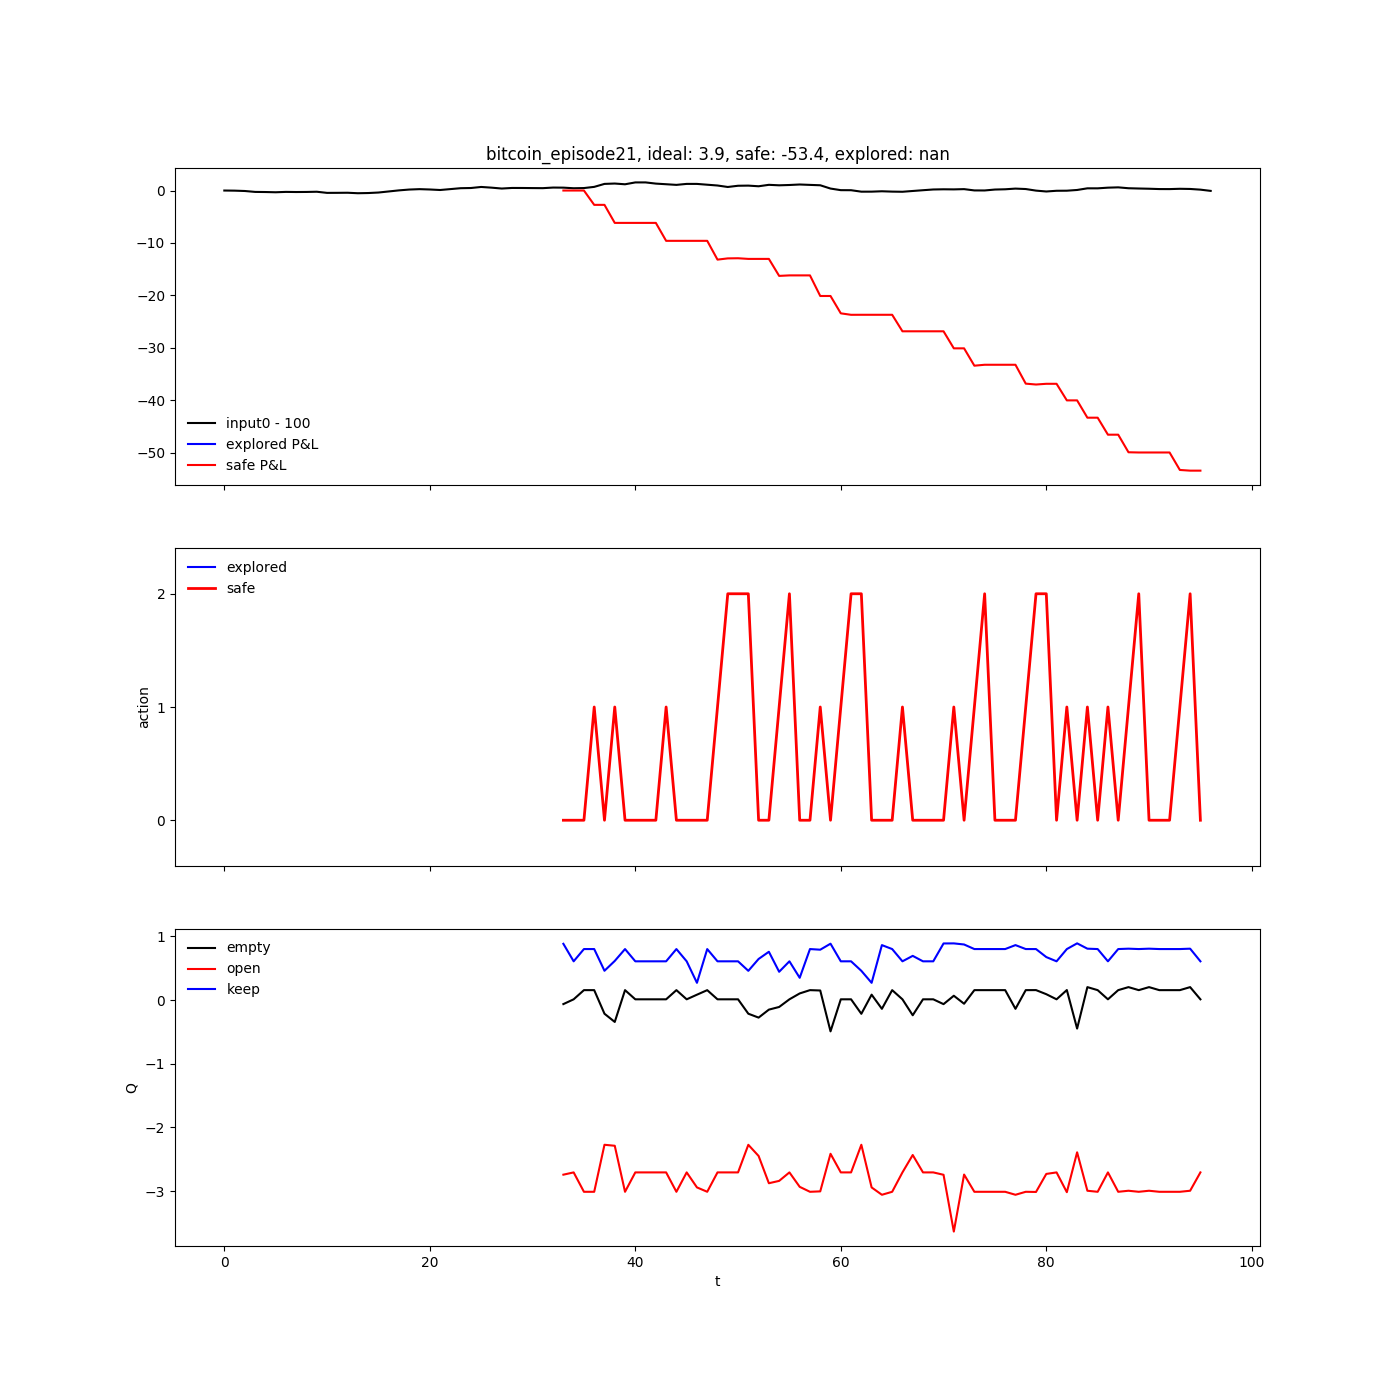 bitcoin_episode21, ideal: 3.9, safe: -53.4, explored: nan
0
−10
−20
−30
−40
−50
input0 - 100
explored P&L
safe P&L
explored
safe
2
1
0
action
empty
open
keep
1
0
−1
−2
−3
Q
0 20 40 60 80 100
t